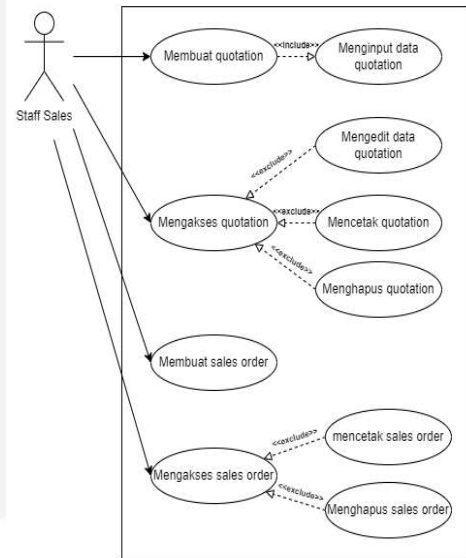 Staff Sales
Membuat quotation
<<include>>
Menginput data
quotation
Mengedit data
quotation
<<exclude>>
Mengakses quotation
<<exclude>>
Mencetak quotation
<<exclude>>
Menghapus quotation
Membuat sales order
mencetak sales order
<<exclude>>
Mengakses sales order
<<exclude>>
Menghapus sales order